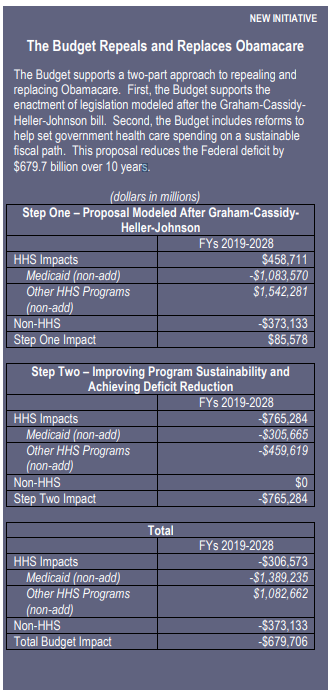 NEW INITIATIVE
The Budget Repeals and Replaces Obamacare
The Budget supports a two-part approach to repealing and
replacing Obamacare. First, the Budget supports the
enactment of legislation modeled after the Graham-Cassidy-
Heller-Johnson bill. Second, the Budget includes reforms to
help set government health care spending on a sustainable
fiscal path. This proposal reduces the Federal deficit by
$679.7 billion over 10 years.
(dollars in millions)
Step One – Proposal Modeled After Graham-Cassidy-
Heller-Johnson
FYs 2019-2028
HHS Impacts $458,711
Medicaid (non-add) -$1,083,570
Other HHS Programs $1,542,281
(non-add)
Non-HHS -$373,133
Step One Impact $85,578
Step Two – Improving Program Sustainability and
Achieving Deficit Reduction
FYs 2019-2028
HHS Impacts -$765,284
Medicaid (non-add) -$305,665
Other HHS Programs -$459,619
(non-add)
Non-HHS $0
Step Two Impact -$765,284
Total
FYs 2019-2028
HHS Impacts -$306,573
Medicaid (non-add) -$1,389,235
Other HHS Programs $1,082,662
(non-add)
Non-HHS -$373,133
Total Budget Impact -$679,706